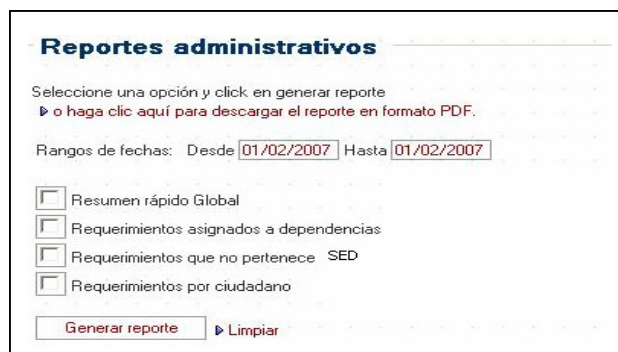 Reportes administrativos
Seleccione una opción y click en generar reporte
o haga clic aquí para descargar el reporte en formato PDF.
Rangos de fechas: Desde 01/02/2007 Hasta 01/02/2007
Resumen rápido Global
Requerimientos asignados a dependencias
Requerimientos que no pertenece SED
Requerimientos por ciudadano
Generar reporte Limpiar